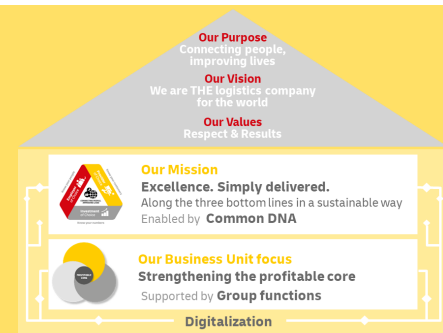 Our Purpose
Connecting people,
improving lives
Our Vision
We are THE logistics company
for the world
Our Values
Respect & Results
Our Mission
Excellence. Simply delivered.
Along the three bottom lines in a sustainable way
Enabled by Common DNA
Our Business Unit focus
Strengthening the profitable core
Supported by Group functions
Digitalization